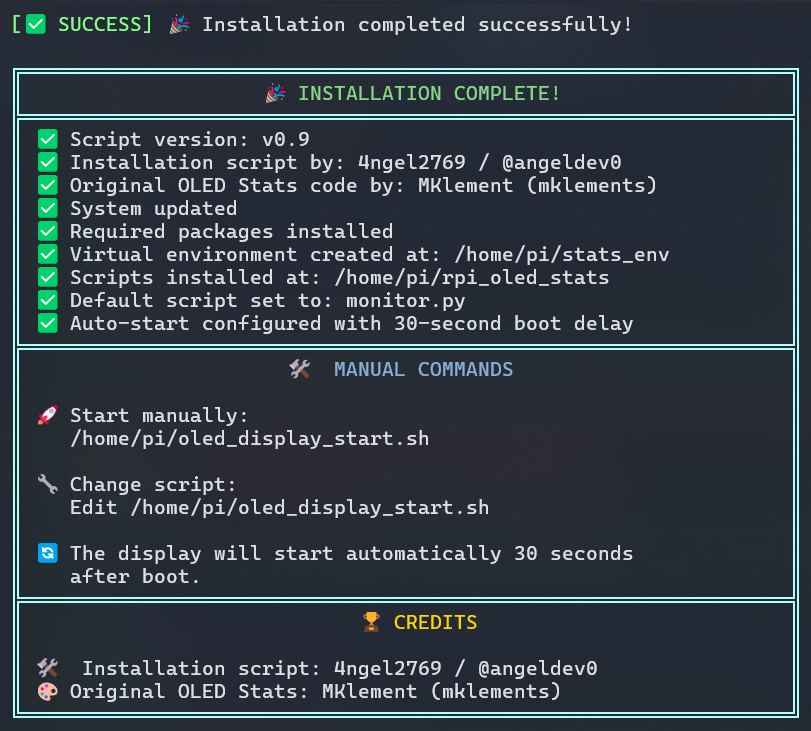 [✅ SUCCESS] 🎉 Installation completed successfully!
🎉 INSTALLATION COMPLETE!
✅ Script version: v0.9
✅ Installation script by: 4ngel2769 / @angeldev0
✅ Original OLED Stats code by: MKlement (mklements)
✅ System updated
✅ Required packages installed
✅ Virtual environment created at: /home/pi/stats_env
✅ Scripts installed at: /home/pi/rpi_oled_stats
✅ Default script set to: monitor.py
✅ Auto-start configured with 30-second boot delay
🛠️ MANUAL COMMANDS
🚀 Start manually:
/home/pi/oled_display_start.sh
🔧 Change script:
Edit /home/pi/oled_display_start.sh
🔄 The display will start automatically 30 seconds
after boot.
🏆 CREDITS
🛠️ Installation script: 4ngel2769 / @angeldev0
🎨 Original OLED Stats: MKlement (mklements)